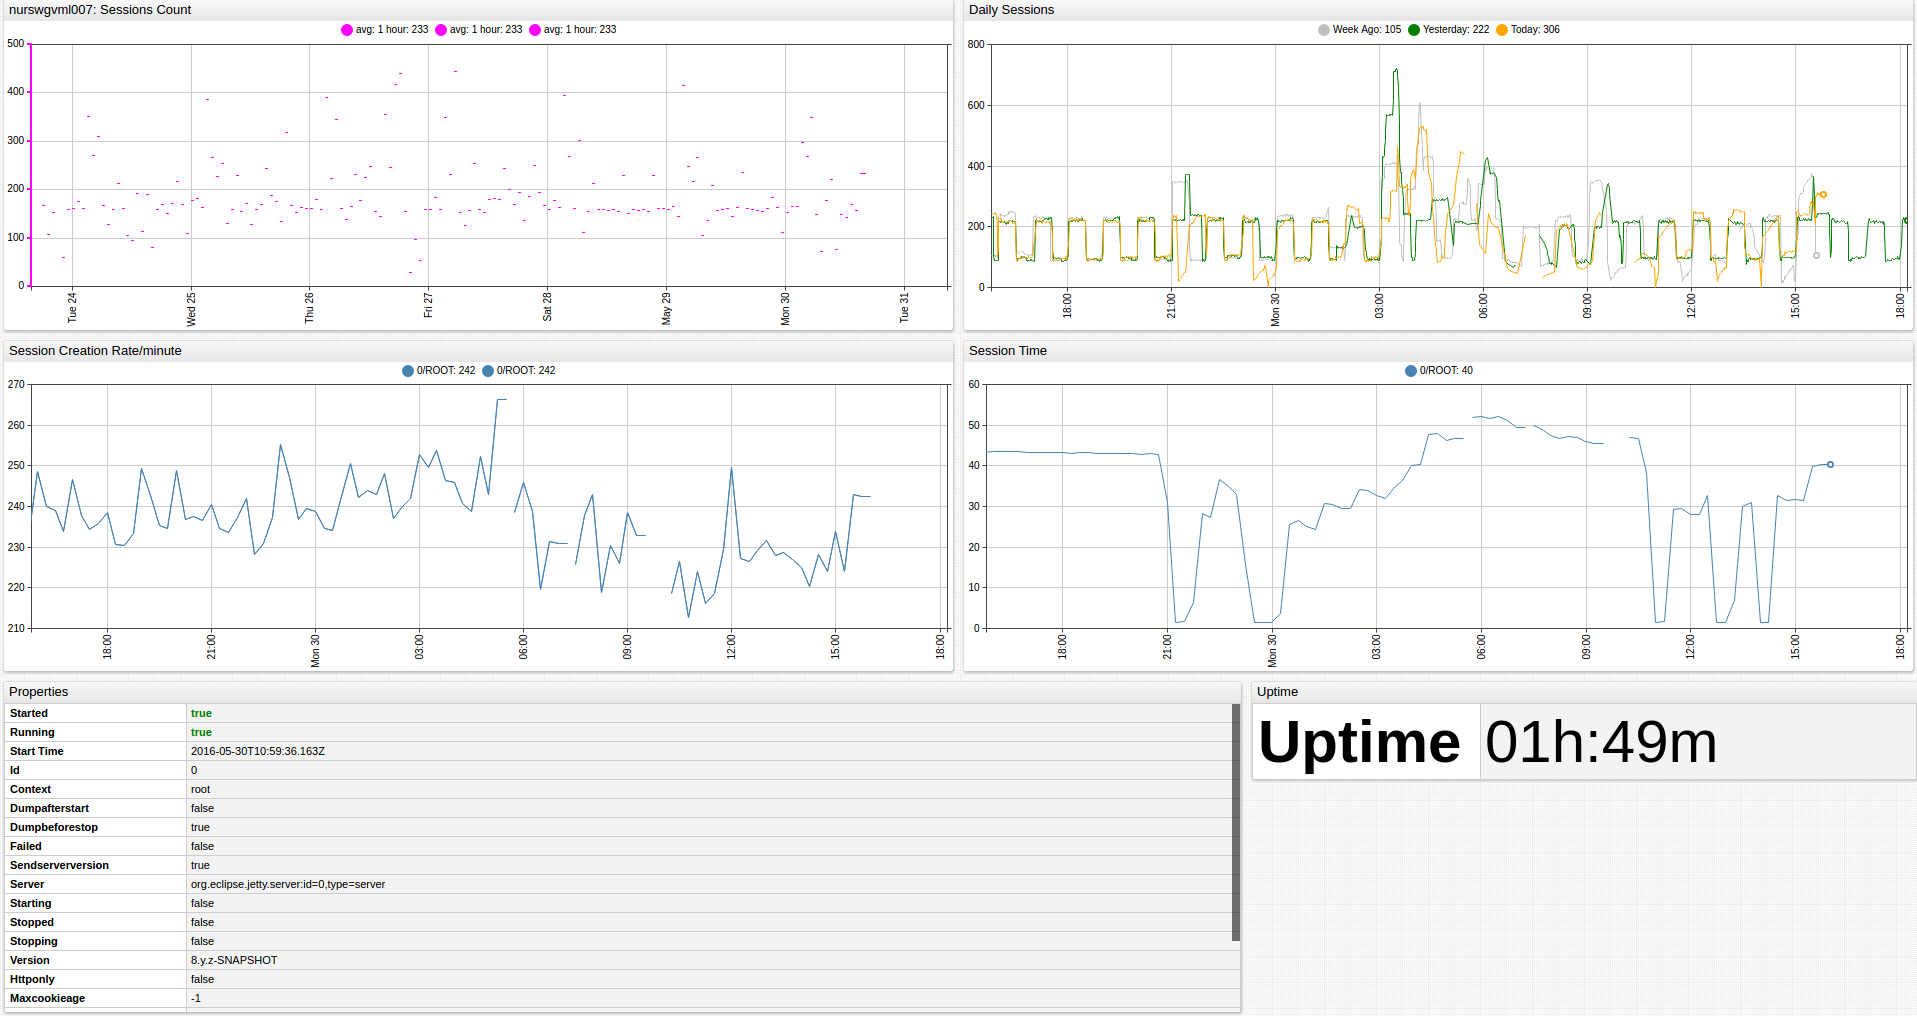 nurswgvml007: Sessions Count
avg: 1 hour: 233 avg: 1 hour: 233 avg: 1 hour: 233
500
400
300
200
100
0
Tue 24 Wed 25 Thu 26 Fri 27 Sat 28 May 29 Mon 30 Tue 31
Daily Sessions
Week Ago: 105 Yesterday: 222 Today: 306
800
600
400
200
0
18:00 21:00 Mon 30 03:00 06:00 09:00 12:00 15:00 18:00
Session Creation Rate/minute
0/ROOT: 242 0/ROOT: 242
270
260
250
240
230
220
210
18:00 21:00 Mon 30 03:00 06:00 09:00 12:00 15:00 18:00
Session Time
0/ROOT: 40
60
50
40
30
20
10
0
18:00 21:00 Mon 30 03:00 06:00 09:00 12:00 15:00 18:00
Properties
Started true
Running true
Start Time 2016-05-30T10:59:36.163Z
Id 0
Context root
Dumpafterstart false
Dumpbeforestop true
Failed false
Sendserverversion true
Server org.eclipse.jetty.server:id=0,type=server
Starting false
Stopped false
Stopping false
Version 8.y.z-SNAPSHOT
Httponly false
Maxcookieage -1
Uptime
Uptime 01h:49m